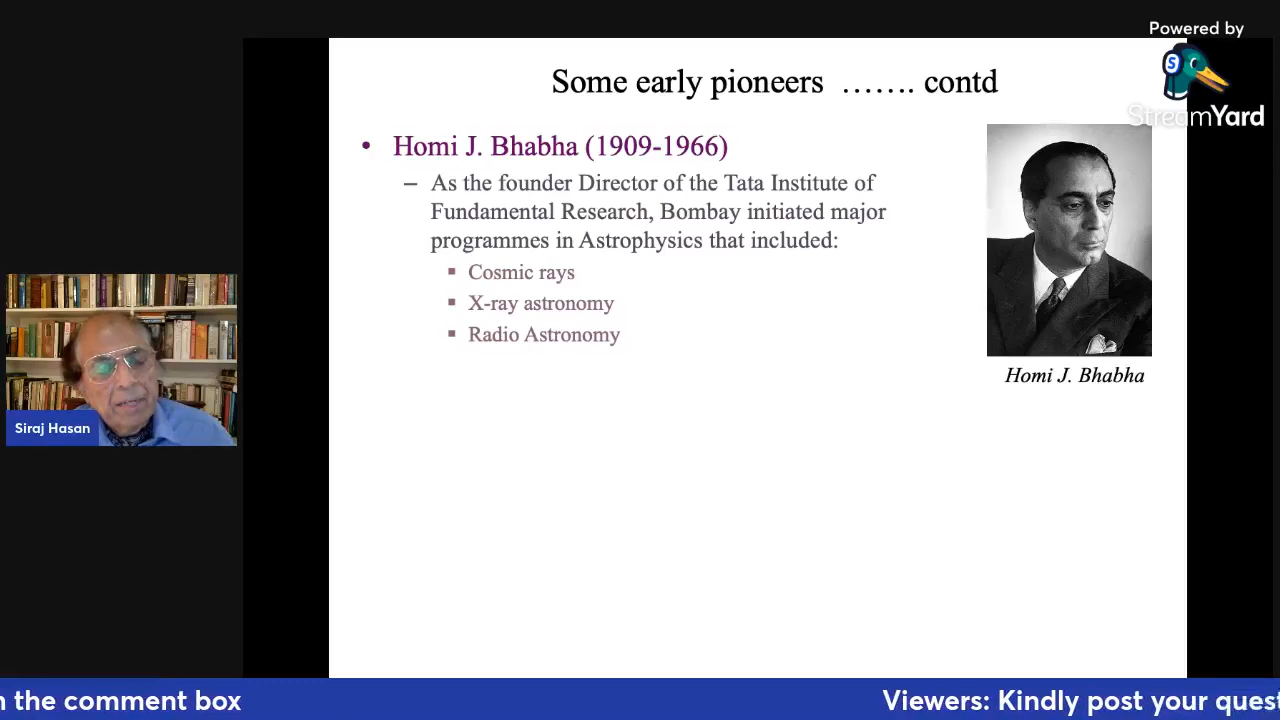 Powered by
StreamYard
Some early pioneers ……. contd
• Homi J. Bhabha (1909-1966)
– As the founder Director of the Tata Institute of
Fundamental Research, Bombay initiated major
programmes in Astrophysics that included:
▪ Cosmic rays
▪ X-ray astronomy
▪ Radio Astronomy
Homi J. Bhabha
Siraj Hasan
the comment box
Viewers: Kindly post your